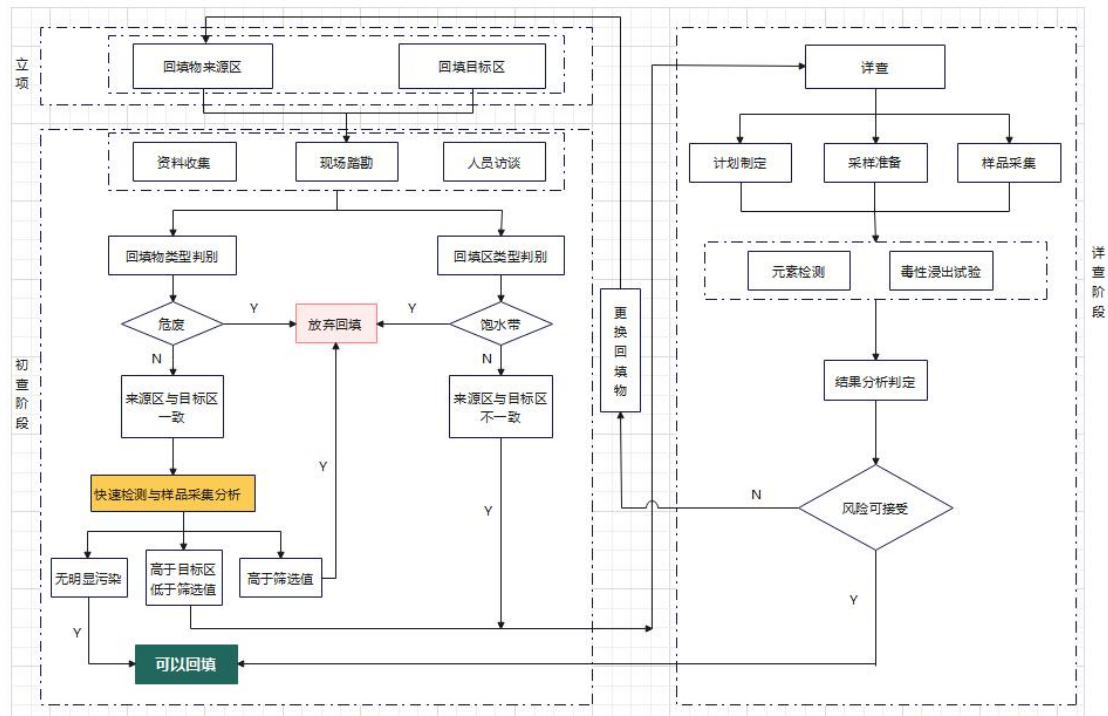 立项
回填物来源区
回填目标区
初查阶段
资料收集
现场踏勘
人员访谈
回填物类型判别
回填区类型判别
危废
Y
放弃回填
Y
饱水带
N
N
来源区与目标区
一致
来源区与目标区
不一致
快速检测与样品采集分析
Y
Y
无明显污染
高于目标区
低于筛选值
高于筛选值
Y
可以回填
更换回填物
详查阶段
详查
计划制定
采样准备
样品采集
元素检测
毒性浸出试验
结果分析判定
N
风险可接受
Y